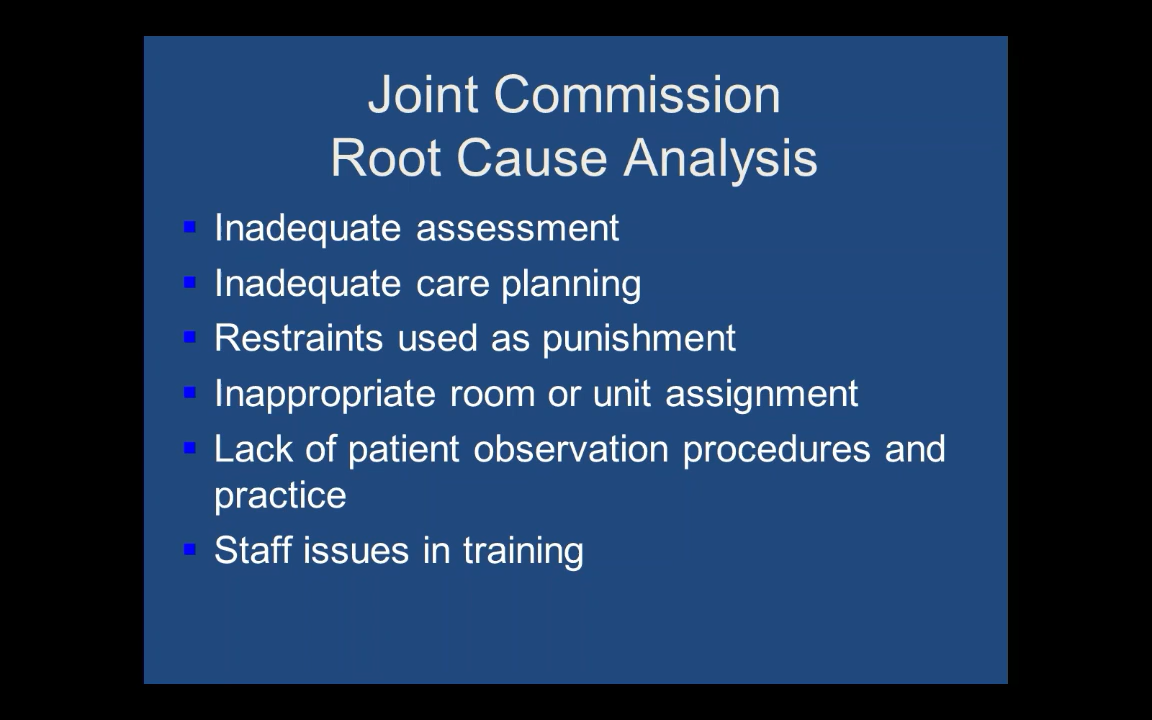 Joint Commission
Root Cause Analysis
Inadequate assessment
Inadequate care planning
Restraints used as punishment
Inappropriate room or unit assignment
Lack of patient observation procedures and
practice
Staff issues in training